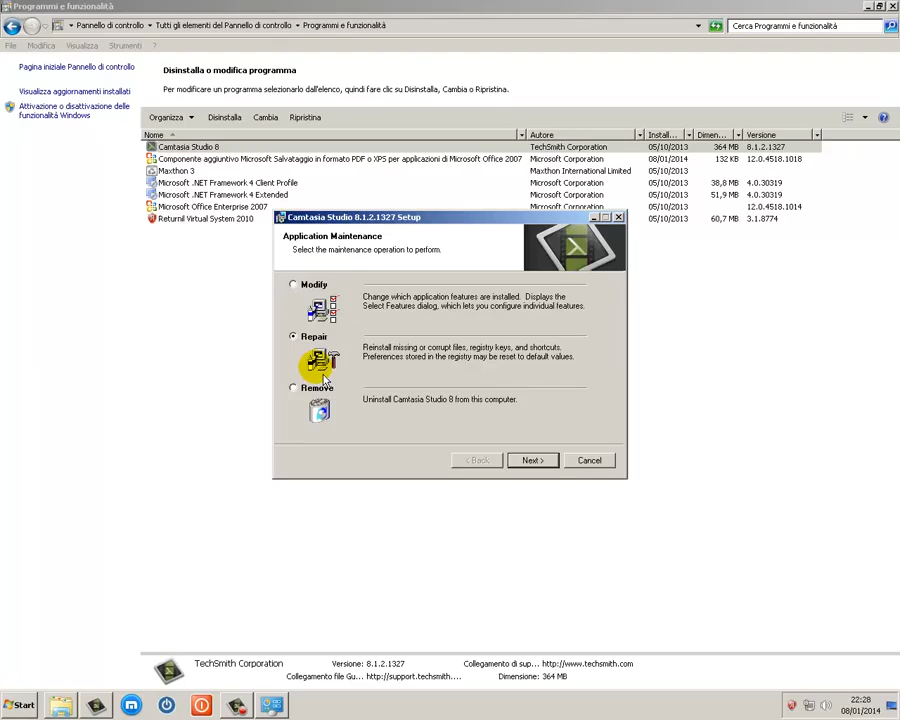 Programmi e funzionalità
Pannello di controllo
Tutti gli elementi del Pannello di controllo
Programmi e funzionalità
Cerca Programmi e funzionalità
File
Modifica
Visualizza
Strumenti
?
Pagina iniziale Pannello di controllo
Visualizza aggiornamenti installati
Attivazione o disattivazione delle
funzionalità Windows
Disinstalla o modifica programma
Per modificare un programma selezionarlo dall'elenco, quindi fare clic su Disinstalla, Cambia o Ripristina.
Organizza
Disinstalla
Cambia
Ripristina
Nome
Autore
Install...
Dimen...
Versione
Camtasia Studio 8
TechSmith Corporation
05/10/2013
364 MB
8.1.2.1327
Componente aggiuntivo Microsoft Salvataggio in formato PDF o XPS per applicazioni di Microsoft Office 2007
Microsoft Corporation
08/01/2014
132 KB
12.0.4518.1018
Maxthon 3
Maxthon International Limited
05/10/2013
Microsoft .NET Framework 4 Client Profile
Microsoft Corporation
05/10/2013
38,8 MB
4.0.30319
Microsoft .NET Framework 4 Extended
Microsoft Corporation
05/10/2013
51,9 MB
4.0.30319
Microsoft Office Enterprise 2007
Microsoft Corporation
05/10/2013
12.0.4518.1014
Returnil Virtual System 2010
05/10/2013
60,7 MB
3.1.8774
Camtasia Studio 8.1.2.1327 Setup
Application Maintenance
Select the maintenance operation to perform.
Modify
Change which application features are installed. Displays the
Select Features dialog, which lets you configure individual features.
Repair
Reinstall missing or corrupt files, registry keys, and shortcuts.
Preferences stored in the registry may be reset to default values.
Remove
Uninstall Camtasia Studio 8 from this computer.
< Back
Next >
Cancel
TechSmith Corporation
Versione: 8.1.2.1327
Collegamento di sup... http://www.techsmith.com
Collegamento file Gu... http://support.techsmith....
Dimensione: 364 MB
Start
22:28
08/01/2014